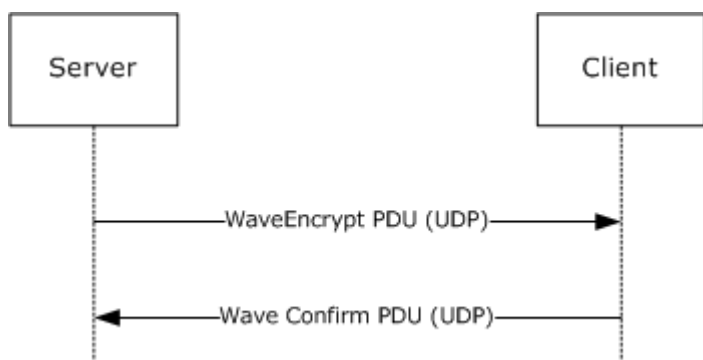 Server
Client
WaveEncrypt PDU (UDP)
Wave Confirm PDU (UDP)